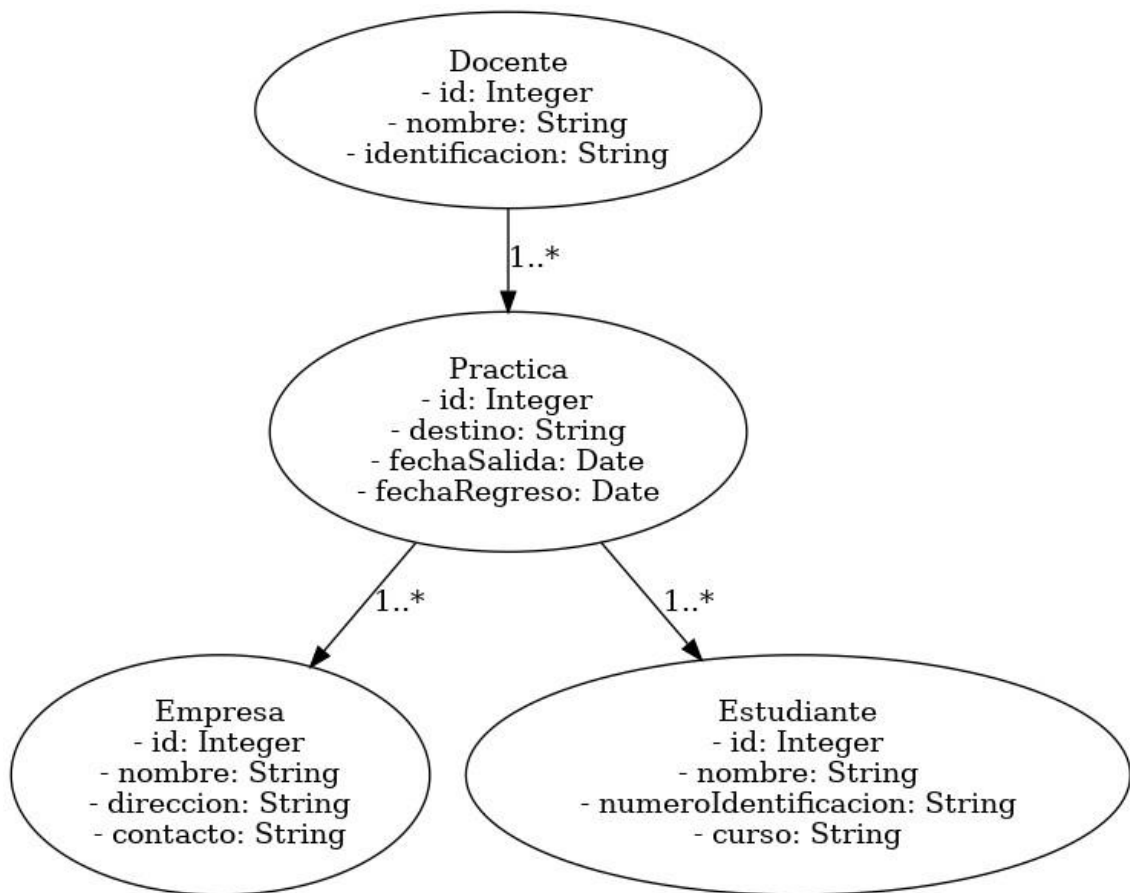 Docente
- id: Integer
- nombre: String
- identificacion: String
1..*
Practica
- id: Integer
- destino: String
- fechaSalida: Date
- fechaRegreso: Date
1..*
1..*
Empresa
- id: Integer
- nombre: String
- direccion: String
- contacto: String
Estudiante
- id: Integer
- nombre: String
- numeroIdentificacion: String
- curso: String